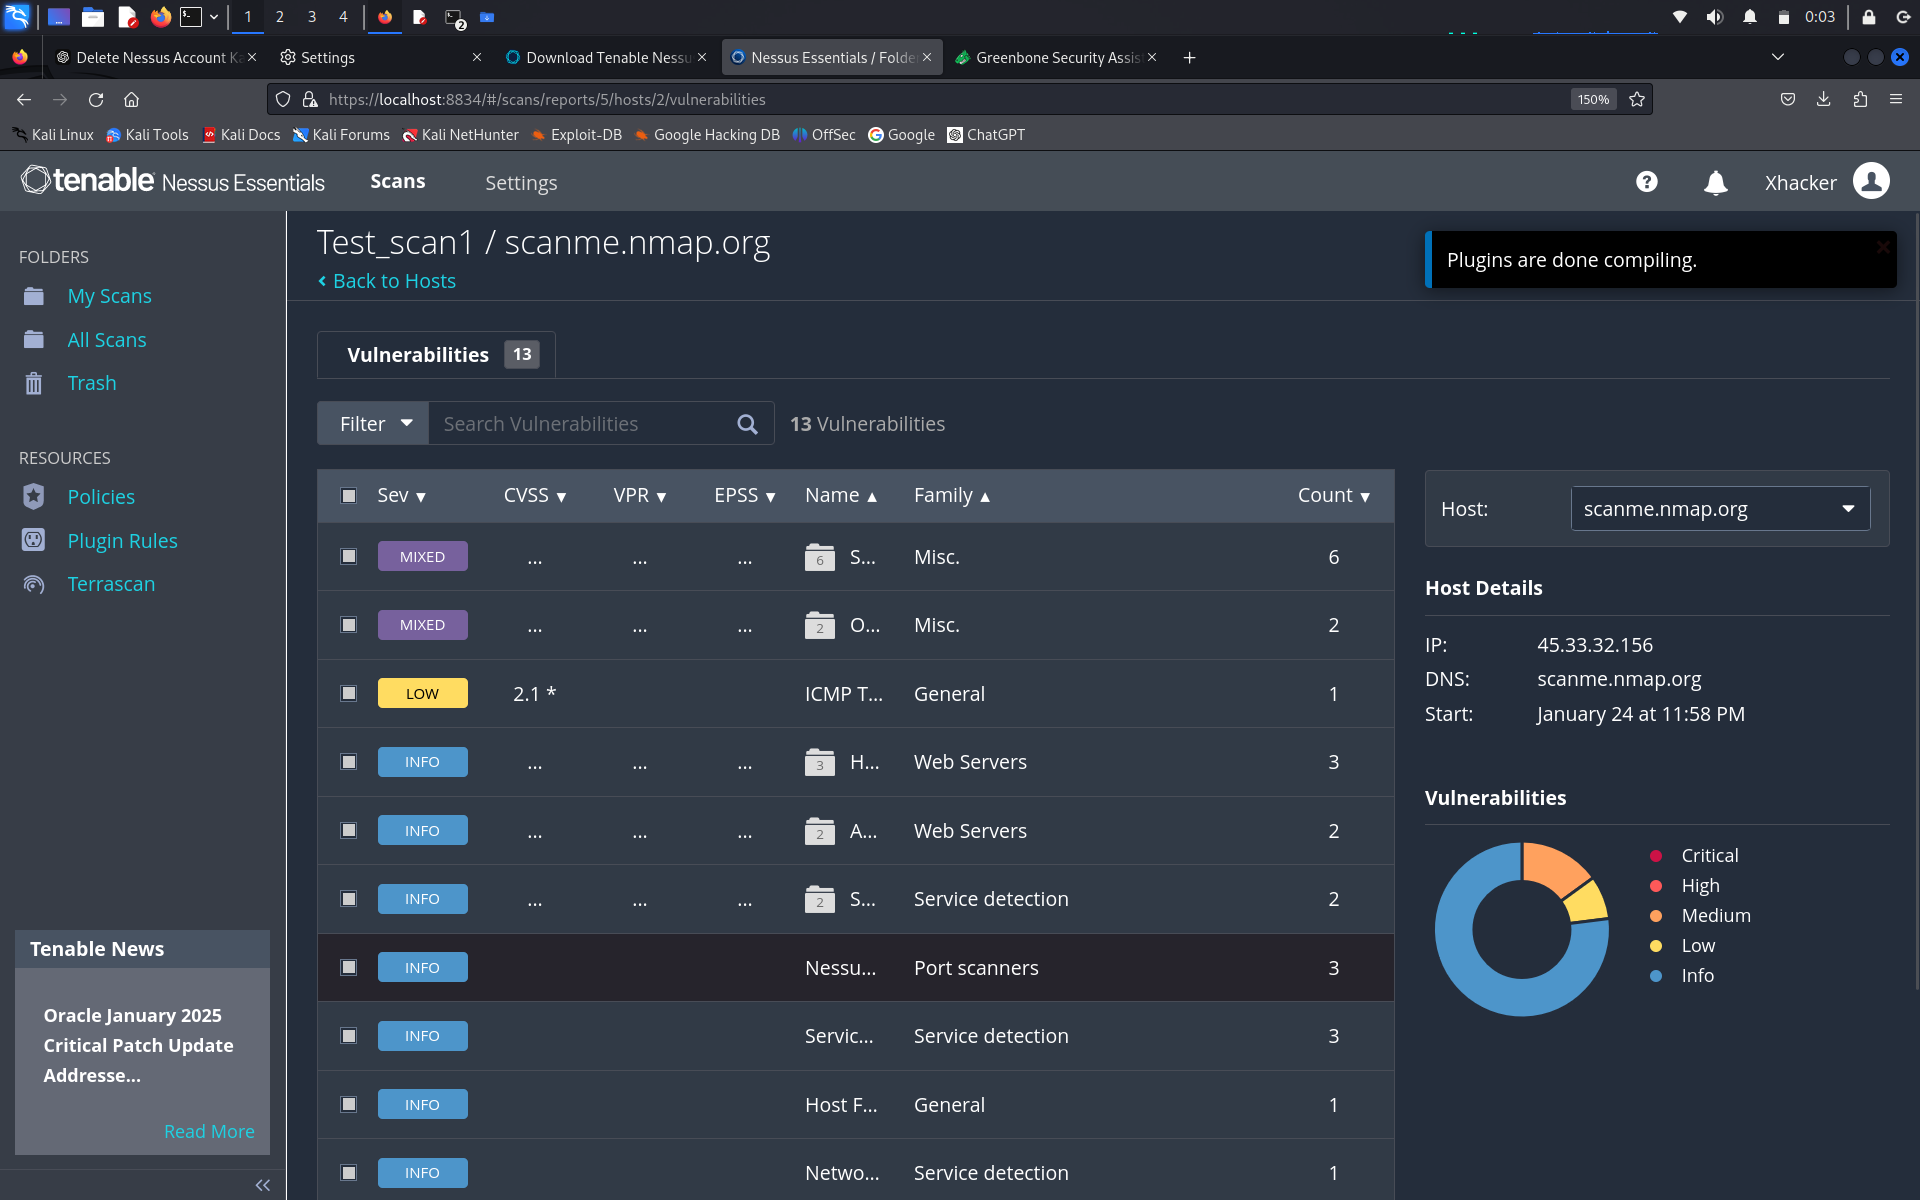 1 2 3 4 2 0:03
Delete Nessus Account Ka
Settings
Download Tenable Nessu
Nessus Essentials / Folde
Greenbone Security Assis
https://localhost:8834/#/scans/reports/5/hosts/2/vulnerabilities 150%
Kali Linux Kali Tools Kali Docs Kali Forums Kali NetHunter Exploit-DB Google Hacking DB OffSec Google ChatGPT
tenable Nessus Essentials Scans Settings Xhacker
FOLDERS
My Scans
All Scans
Trash
RESOURCES
Policies
Plugin Rules
Terrascan
Tenable News
Oracle January 2025
Critical Patch Update
Addresse...
Read More
Test_scan1 / scanme.nmap.org
Back to Hosts
Plugins are done compiling.
Vulnerabilities 13
Filter Search Vulnerabilities 13 Vulnerabilities
Sev CVSS VPR EPSS Name Family Count
MIXED ... ... ... 6 S... Misc. 6
MIXED ... ... ... 2 O... Misc. 2
LOW 2.1 * ICMP T... General 1
INFO ... ... ... 3 H... Web Servers 3
INFO ... ... ... 2 A... Web Servers 2
INFO ... ... ... 2 S... Service detection 2
INFO Nessu... Port scanners 3
INFO Servic... Service detection 3
INFO Host F... General 1
INFO Netwo... Service detection 1
Host: scanme.nmap.org
Host Details
IP: 45.33.32.156
DNS: scanme.nmap.org
Start: January 24 at 11:58 PM
Vulnerabilities
Critical
High
Medium
Low
Info